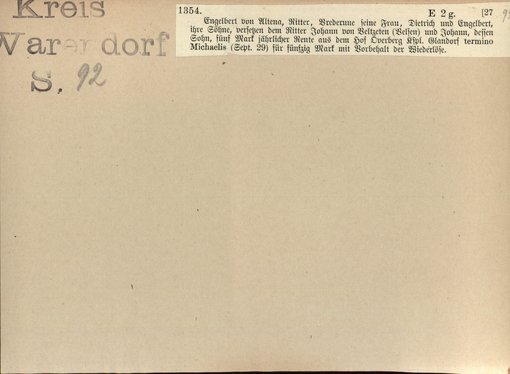 Kreis
Warendorf
S. 92
1354. E 2 g. [27
Engelbert von Altena, Ritter, Vrederune seine Frau, Dietrich und Engelbert,
ihre Söhne, versetzen dem Ritter Johann von Veltzeten (Velsen) und Johann, dessen
Sohn, fünf Mark jährlicher Rente aus dem Hof Overberg Kspl. Glandorf termino
Michaelis (Sept. 29) für fünfzig Mark mit Vorbehalt der Wiederlöse.